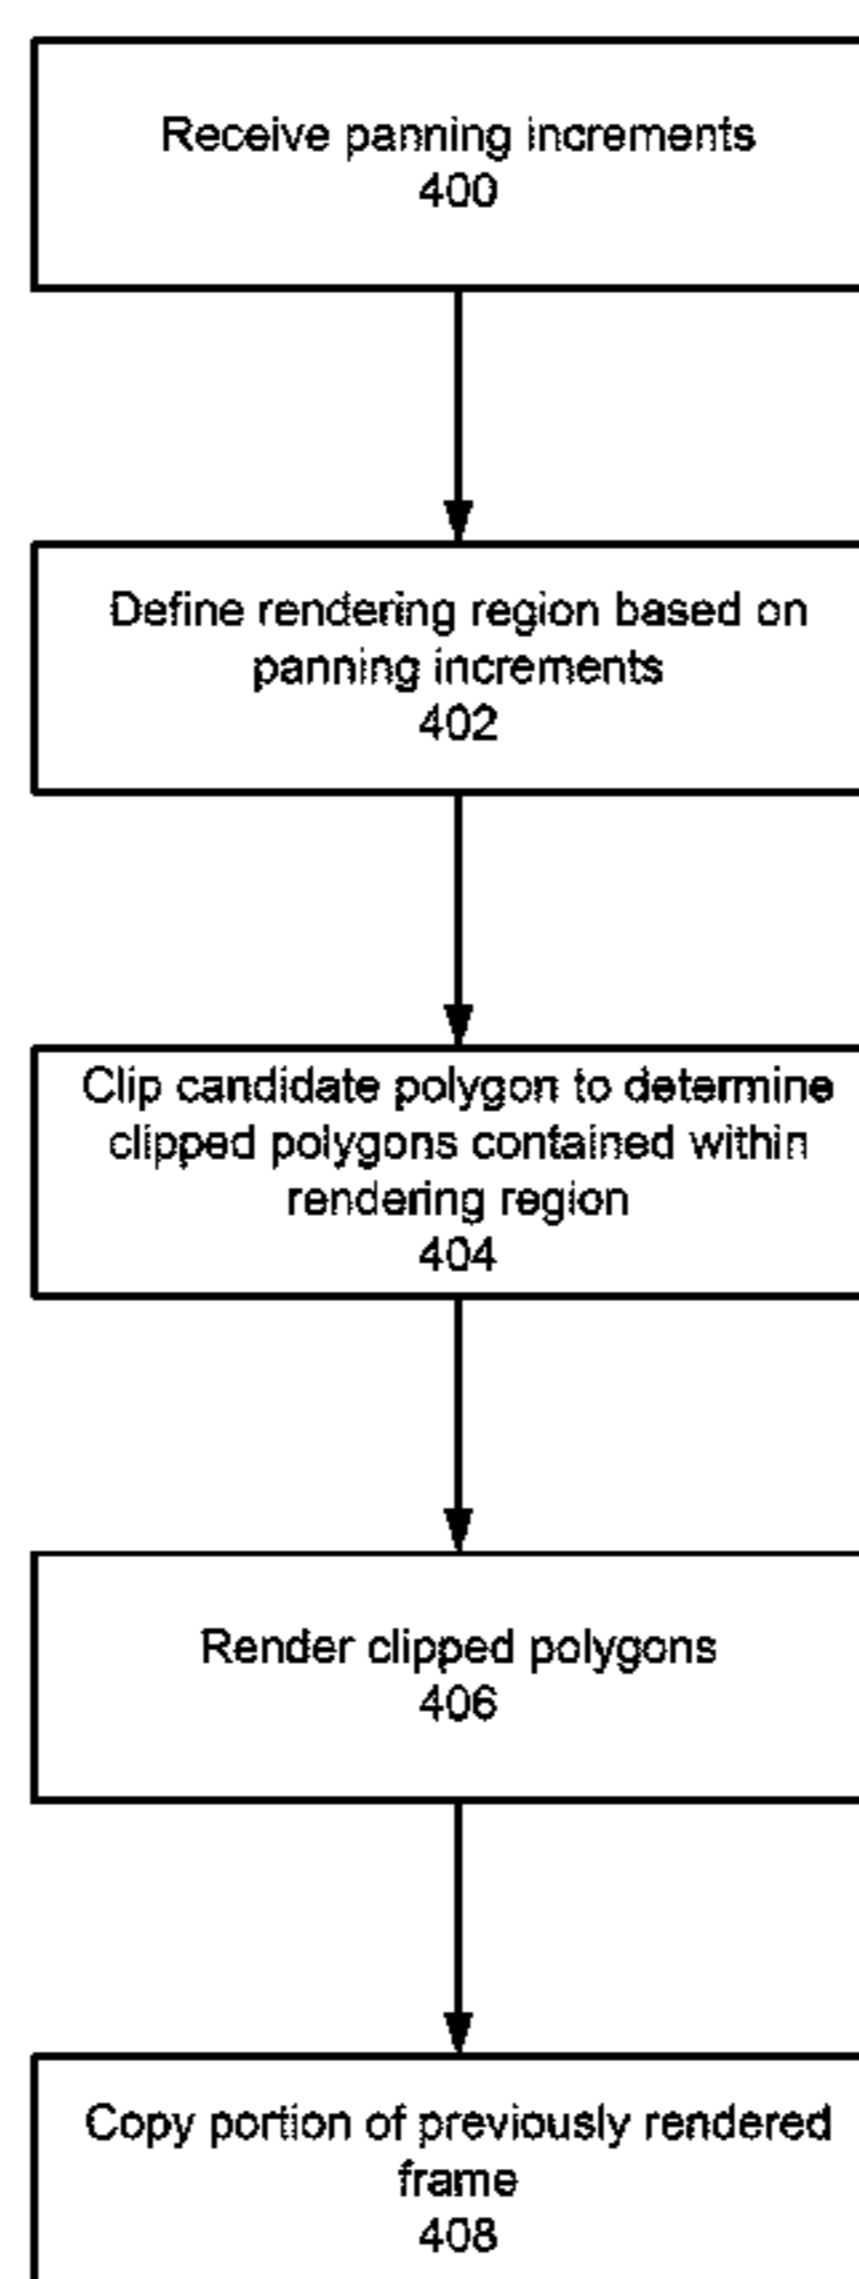 Receive panning increments
400
Define rendering region based on
panning increments
402
Clip candidate polygon to determine
clipped polygons contained within
rendering region
404
Render clipped polygons
406
Copy portion of previously rendered
frame
408